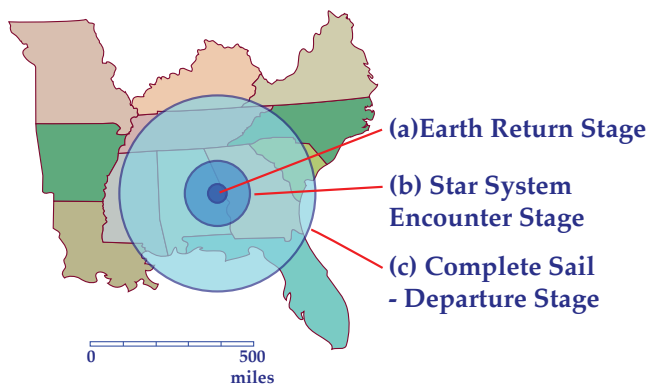 (a)Earth Return Stage
(b) Star System
Encounter Stage
(c) Complete Sail
- Departure Stage
0 500
miles